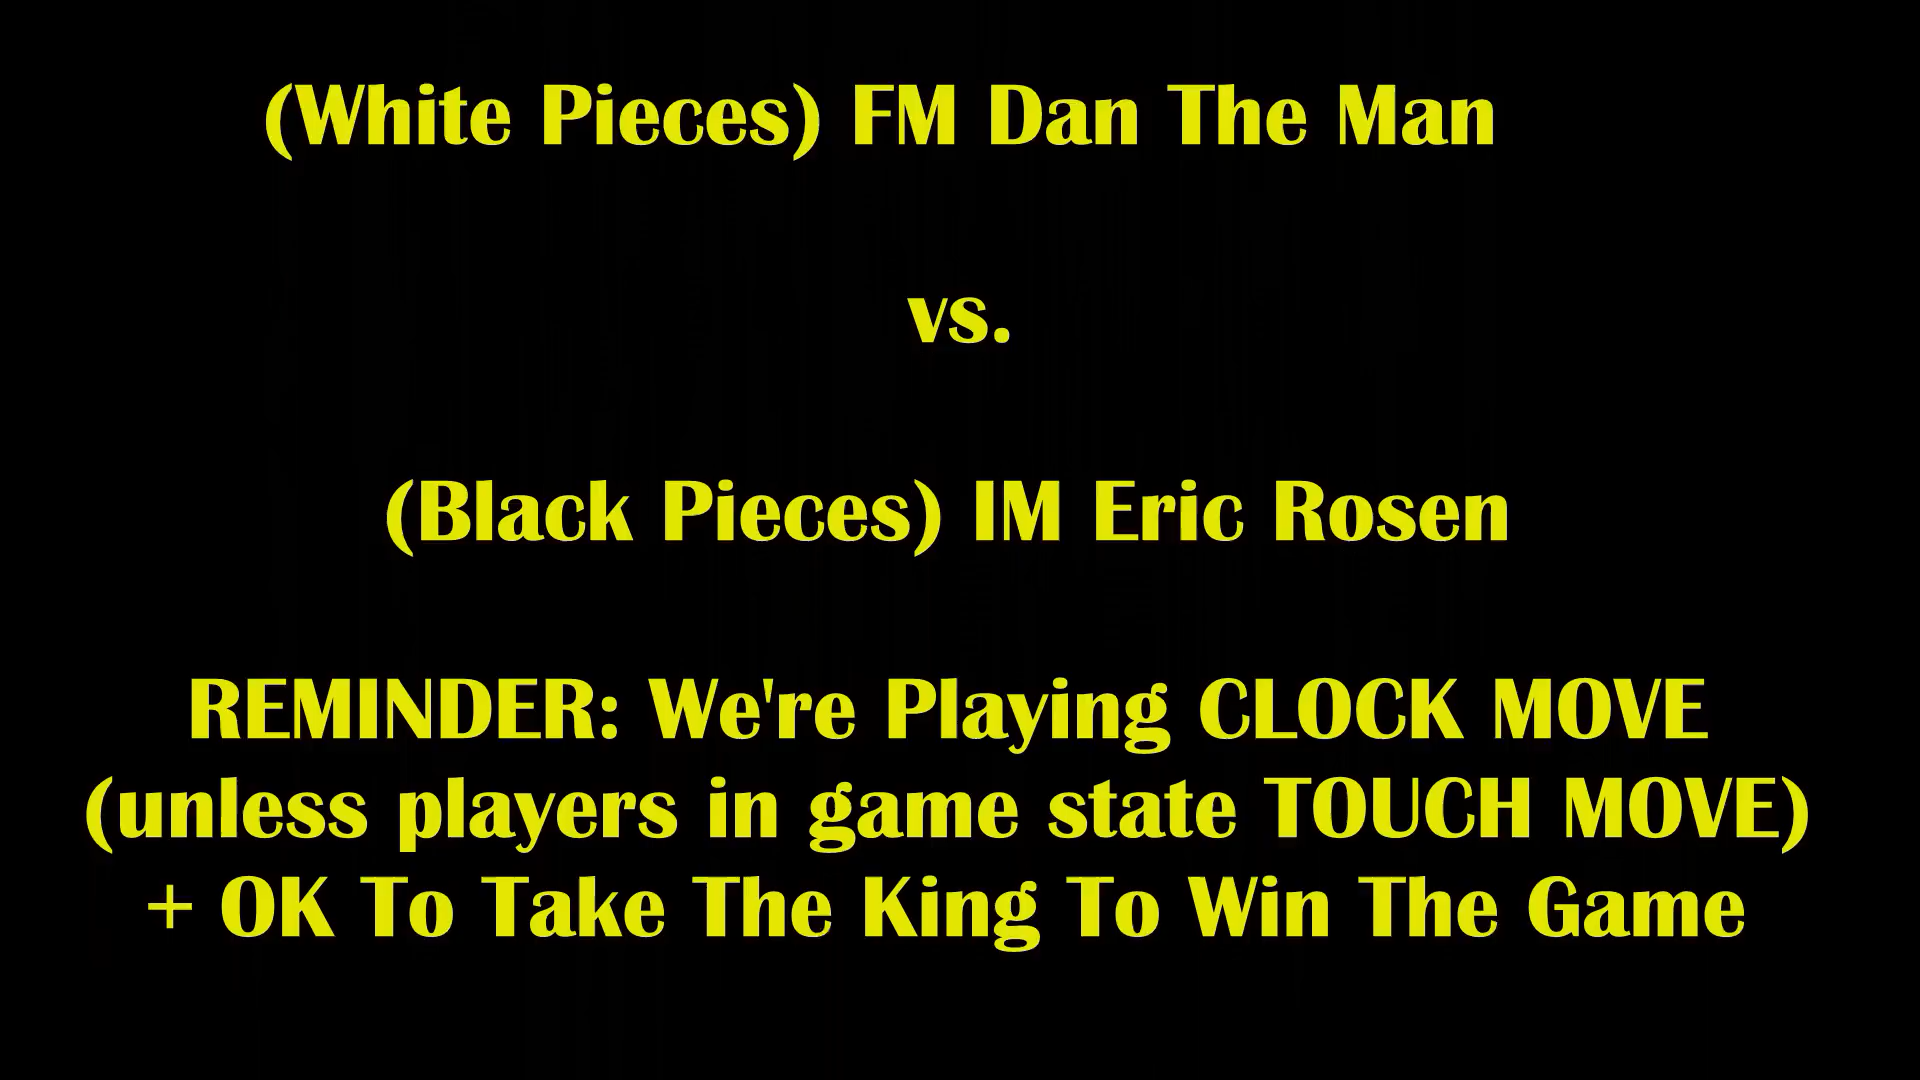 (White Pieces) FM Dan The Man
vs.
(Black Pieces) IM Eric Rosen
REMINDER: We're Playing CLOCK MOVE
(unless players in game state TOUCH MOVE)
+ OK To Take The King To Win The Game